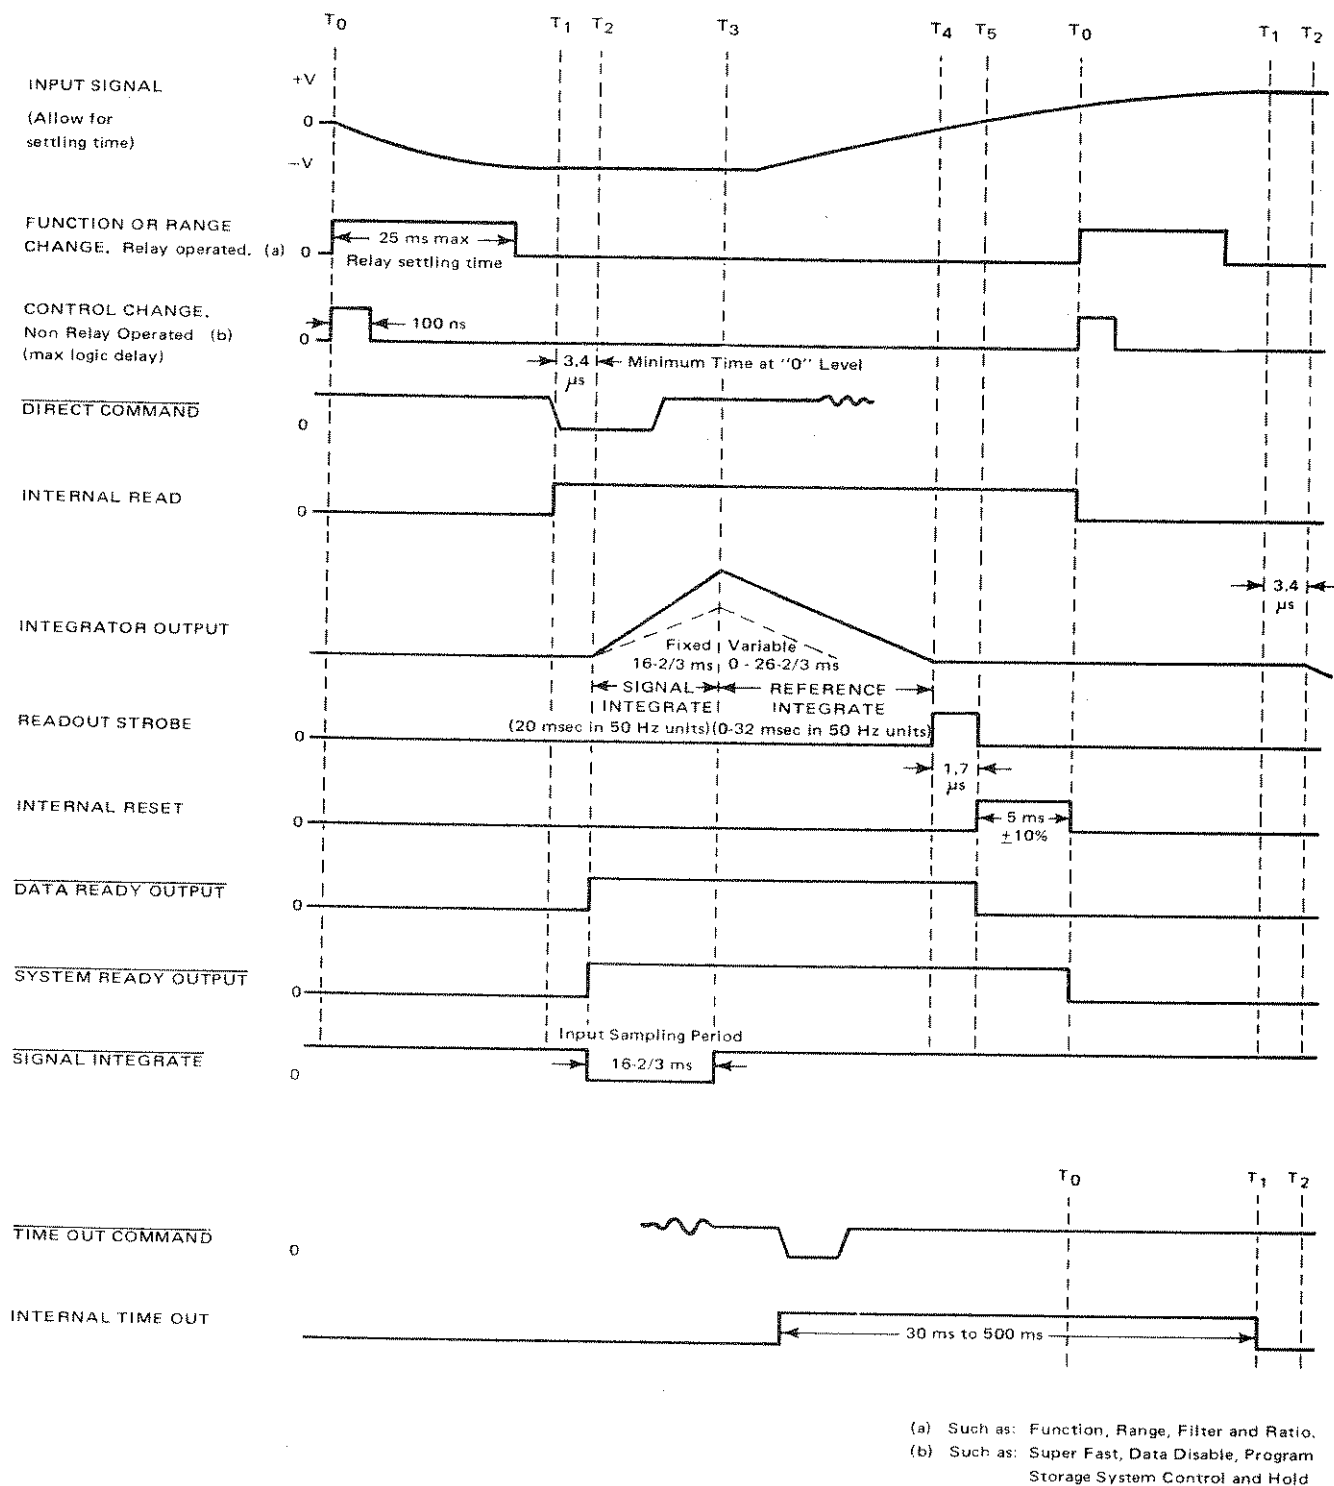 T0 T1 T2 T3 T4 T5 T0 T1 T2
INPUT SIGNAL
(Allow for
settling time)
+V
0
−V
FUNCTION OR RANGE
CHANGE. Relay operated. (a) 0
25 ms max
Relay settling time
CONTROL CHANGE.
Non Relay Operated (b)
(max logic delay)
0
100 ns
3.4 Minimum Time at "0" Level
μs
DIRECT COMMAND
0
INTERNAL READ
0
3.4
μs
INTEGRATOR OUTPUT
Fixed Variable
16-2/3 ms 0 - 26-2/3 ms
SIGNAL REFERENCE
INTEGRATE INTEGRATE
(20 msec in 50 Hz units) (0-32 msec in 50 Hz units)
READOUT STROBE
0
1.7
μs
INTERNAL RESET
0
5 ms
±10%
DATA READY OUTPUT
0
SYSTEM READY OUTPUT
0
Input Sampling Period
SIGNAL INTEGRATE
0
16-2/3 ms
T0 T1 T2
TIME OUT COMMAND
0
INTERNAL TIME OUT
30 ms to 500 ms
(a) Such as: Function, Range, Filter and Ratio.
(b) Such as: Super Fast, Data Disable, Program
Storage System Control and Hold